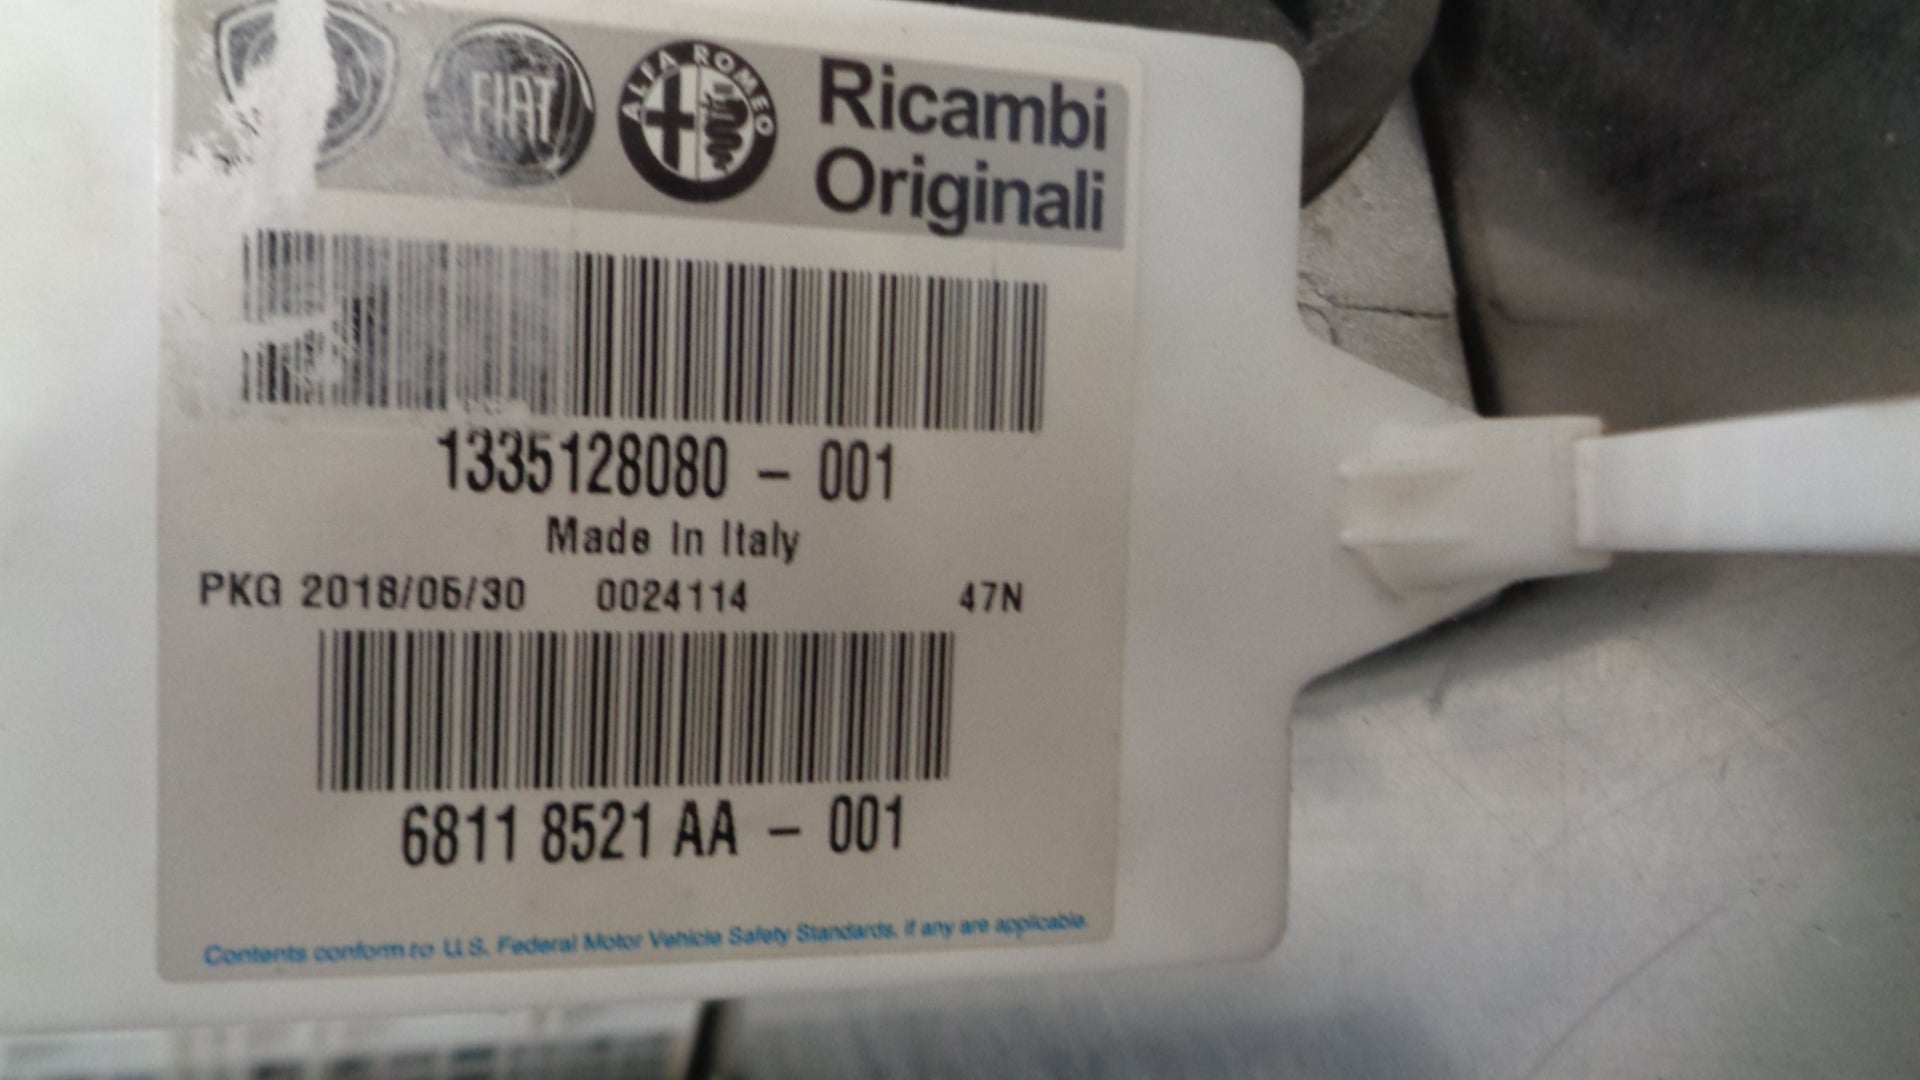 FIAT
ALFA ROMEO
Ricambi
Originali
1335128080 - 001
Made In Italy
PKG 2018/05/30 0024114 47N
6811 8521 AA - 001
Contents conform to U.S. Federal Motor Vehicle Safety Standards, if any are applicable.